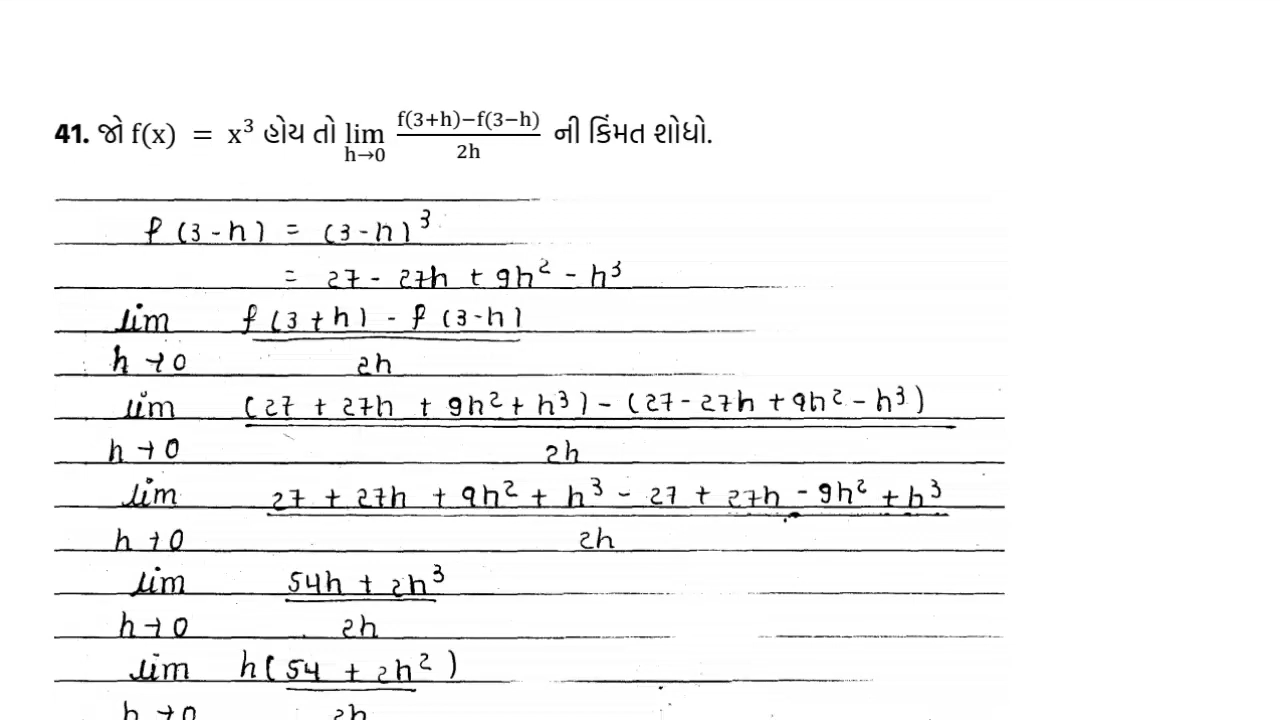 41. જો f(x) = x³ હોય તો lim h→0 f(3+h)−f(3−h) / 2h ની કિંમત શોધો.
f (3 - h) = (3 - h)³
= 27 - 27h + 9h² - h³
lim f (3 + h) - f (3 - h)
h → 0 2h
lim (27 + 27h + 9h² + h³) - (27 - 27h + 9h² - h³)
h → 0 2h
lim 27 + 27h + 9h² + h³ - 27 + 27h - 9h² + h³
h → 0 2h
lim 54h + 2h³
h → 0 2h
lim h(54 + 2h²)
h → 0 2h